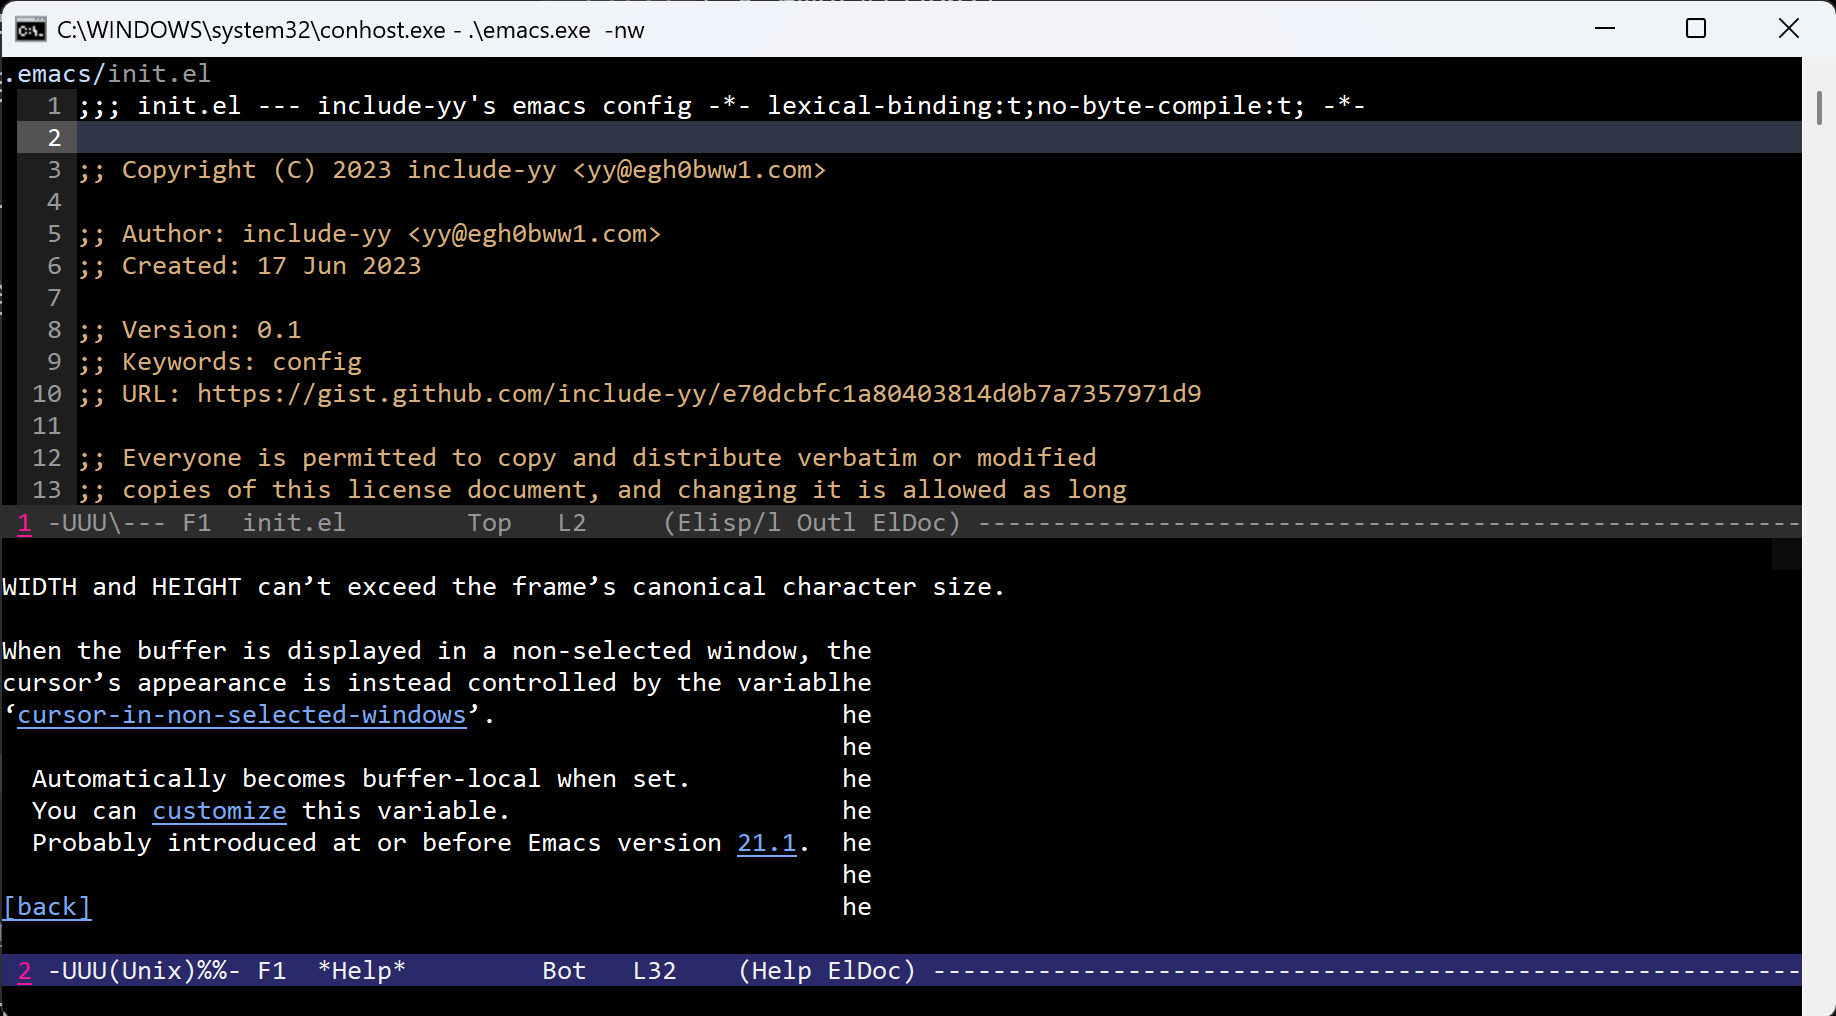 C:\WINDOWS\system32\conhost.exe - .\emacs.exe -nw
.emacs/init.el
1 ;;; init.el --- include-yy's emacs config -*- lexical-binding:t;no-byte-compile:t; -*-
2
3 ;; Copyright (C) 2023 include-yy <yy@egh0bww1.com>
4
5 ;; Author: include-yy <yy@egh0bww1.com>
6 ;; Created: 17 Jun 2023
7
8 ;; Version: 0.1
9 ;; Keywords: config
10 ;; URL: https://gist.github.com/include-yy/e70dcbfc1a80403814d0b7a7357971d9
11
12 ;; Everyone is permitted to copy and distribute verbatim or modified
13 ;; copies of this license document, and changing it is allowed as long
1 -UUU\--- F1  init.el        Top   L2     (Elisp/l Outl ElDoc) -------------------------------------------------------
WIDTH and HEIGHT can’t exceed the frame’s canonical character size.
When the buffer is displayed in a non-selected window, the
cursor’s appearance is instead controlled by the variablhe
‘cursor-in-non-selected-windows’. he
he
Automatically becomes buffer-local when set. he
You can customize this variable. he
Probably introduced at or before Emacs version 21.1. he
he
[back] he
2 -UUU(Unix)%%- F1  *Help*         Bot   L32    (Help ElDoc) ----------------------------------------------------------